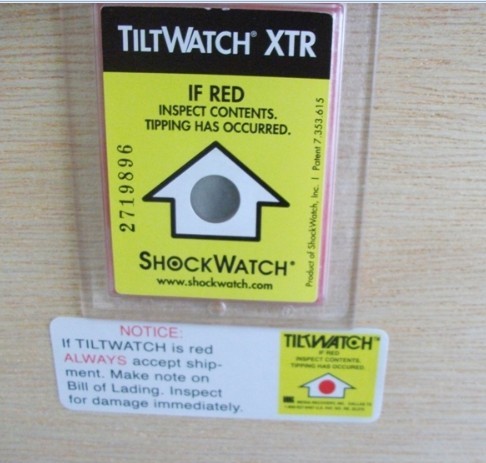 TILTWATCH® XTR
IF RED
INSPECT CONTENTS.
TIPPING HAS OCCURRED.
2719896
Product of ShockWatch, Inc. | Patent 7,353,615
SHOCKWATCH®
www.shockwatch.com
NOTICE:
If TILTWATCH is red
ALWAYS accept ship-
ment. Make note on
Bill of Lading. Inspect
for damage immediately.
TILTWATCH™
IF RED
INSPECT CONTENTS.
TIPPING HAS OCCURRED.